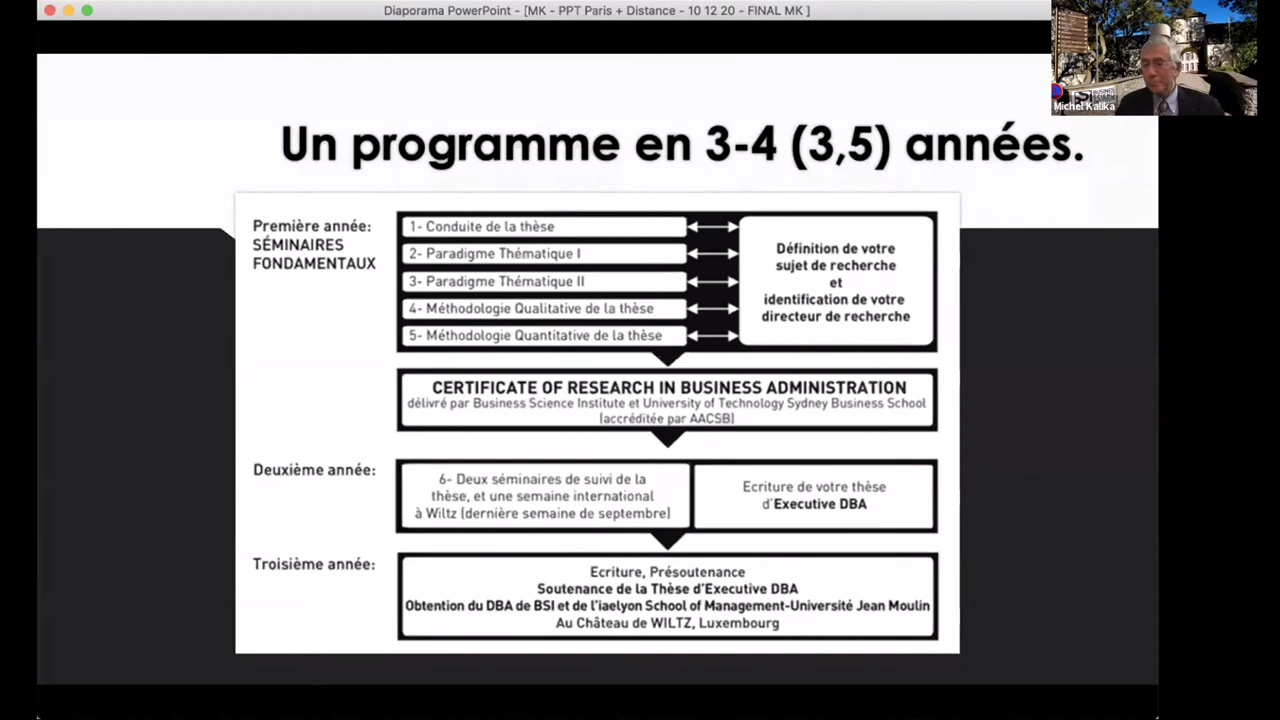 Diaporama PowerPoint - [MK - PPT Paris + Distance - 10 12 20 - FINAL MK ]
Michel Kalika
Un programme en 3-4 (3,5) années.
Première année:
SÉMINAIRES
FONDAMENTAUX
1- Conduite de la thèse
2- Paradigme Thématique I
3- Paradigme Thématique II
4- Méthodologie Qualitative de la thèse
5- Méthodologie Quantitative de la thèse
Définition de votre
sujet de recherche
et
identification de votre
directeur de recherche
CERTIFICATE OF RESEARCH IN BUSINESS ADMINISTRATION
délivré par Business Science Institute et University of Technology Sydney Business School
(accréditée par AACSB)
Deuxième année:
6- Deux séminaires de suivi de la
thèse, et une semaine international
à Wiltz (dernière semaine de septembre)
Ecriture de votre thèse
d'Executive DBA
Troisième année:
Ecriture, Présoutenance
Soutenance de la Thèse d'Executive DBA
Obtention du DBA de BSI et de l'iaelyon School of Management-Université Jean Moulin
Au Château de WILTZ, Luxembourg